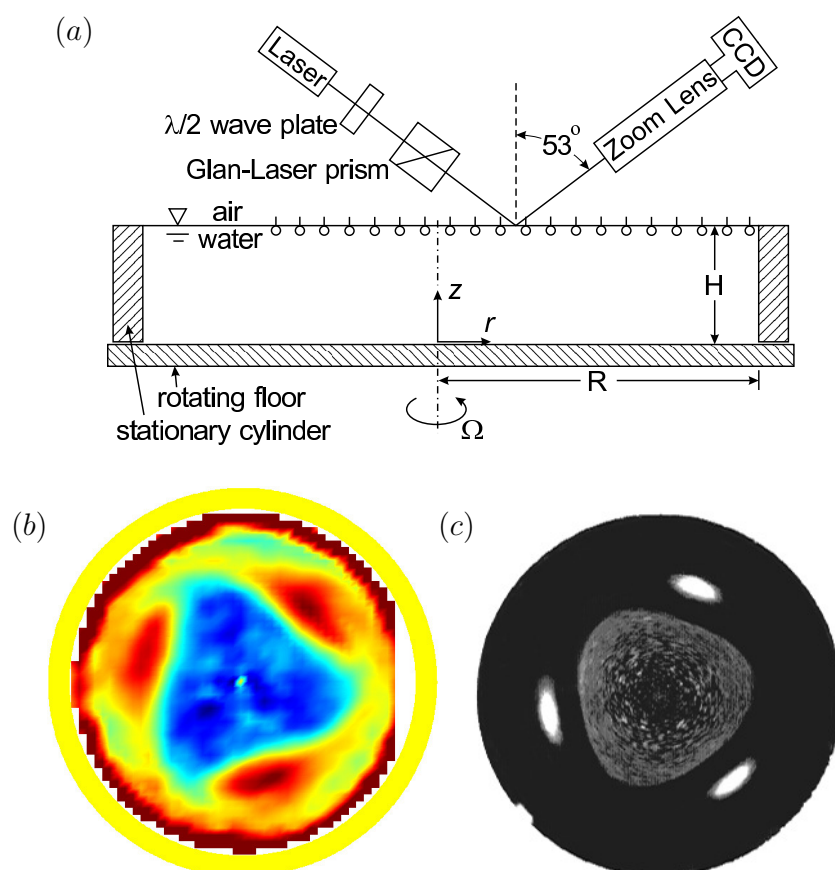 (a)
Laser
λ/2 wave plate
Glan-Laser prism
53°
Zoom Lens
CCD
air
water
H
z
r
R
rotating floor
stationary cylinder
Ω
(b)
(c)